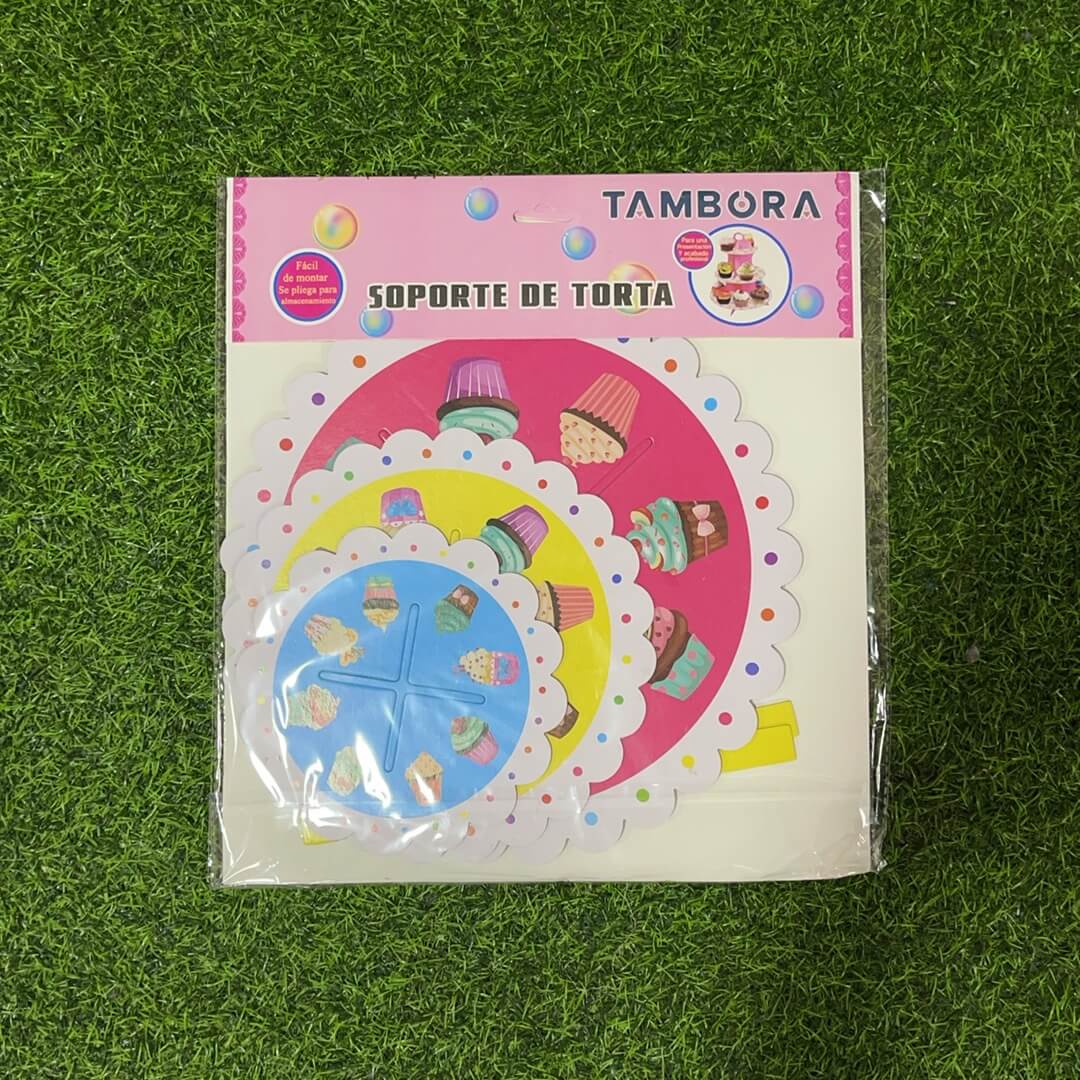 TAMBORA
Para una
Presentación
Y acabado
profesional
Fácil
de montar
Se pliega para
almacenamiento
SOPORTE DE TORTA